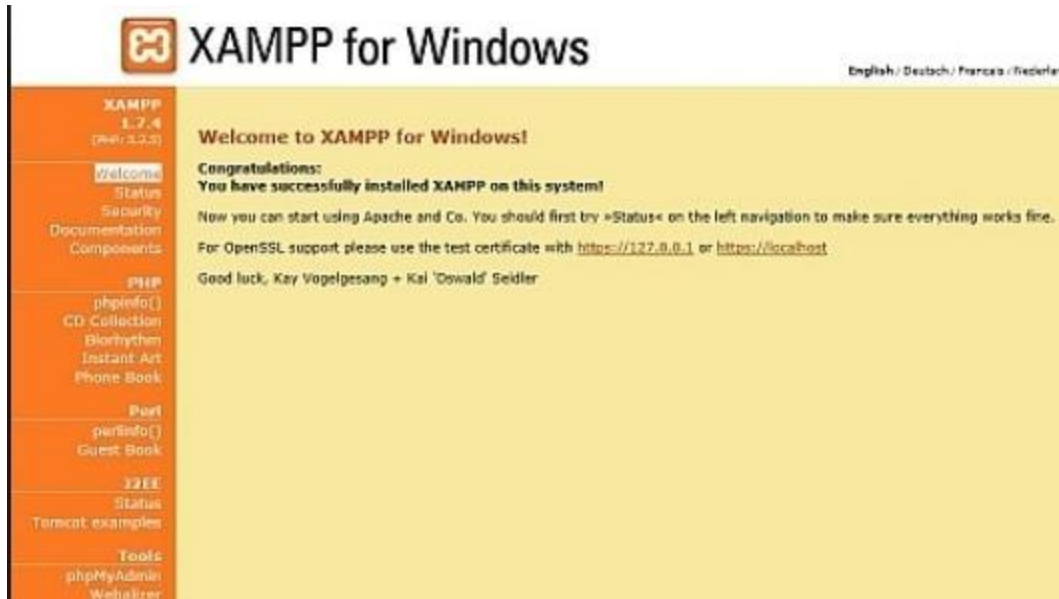 XAMPP for Windows
English / Deutsch / Francais /
XAMPP
1.7.4
Welcome
Status
Security
Documentation
Components
PHP
phpinfo()
CD Collection
Biorhythm
Instant Art
Phone Book
Perl
perlinfo()
Guest Book
J2EE
Status
Tomcat examples
Tools
phpMyAdmin
Webalizer
Welcome to XAMPP for Windows!
Congratulations:
You have successfully installed XAMPP on this system!
Now you can start using Apache and Co. You should first try »Status« on the left navigation to make sure everything works fine.
For OpenSSL support please use the test certificate with https://127.0.0.1 or https://localhost
Good luck, Kay Vogelgesang + Kai 'Oswald' Seidler